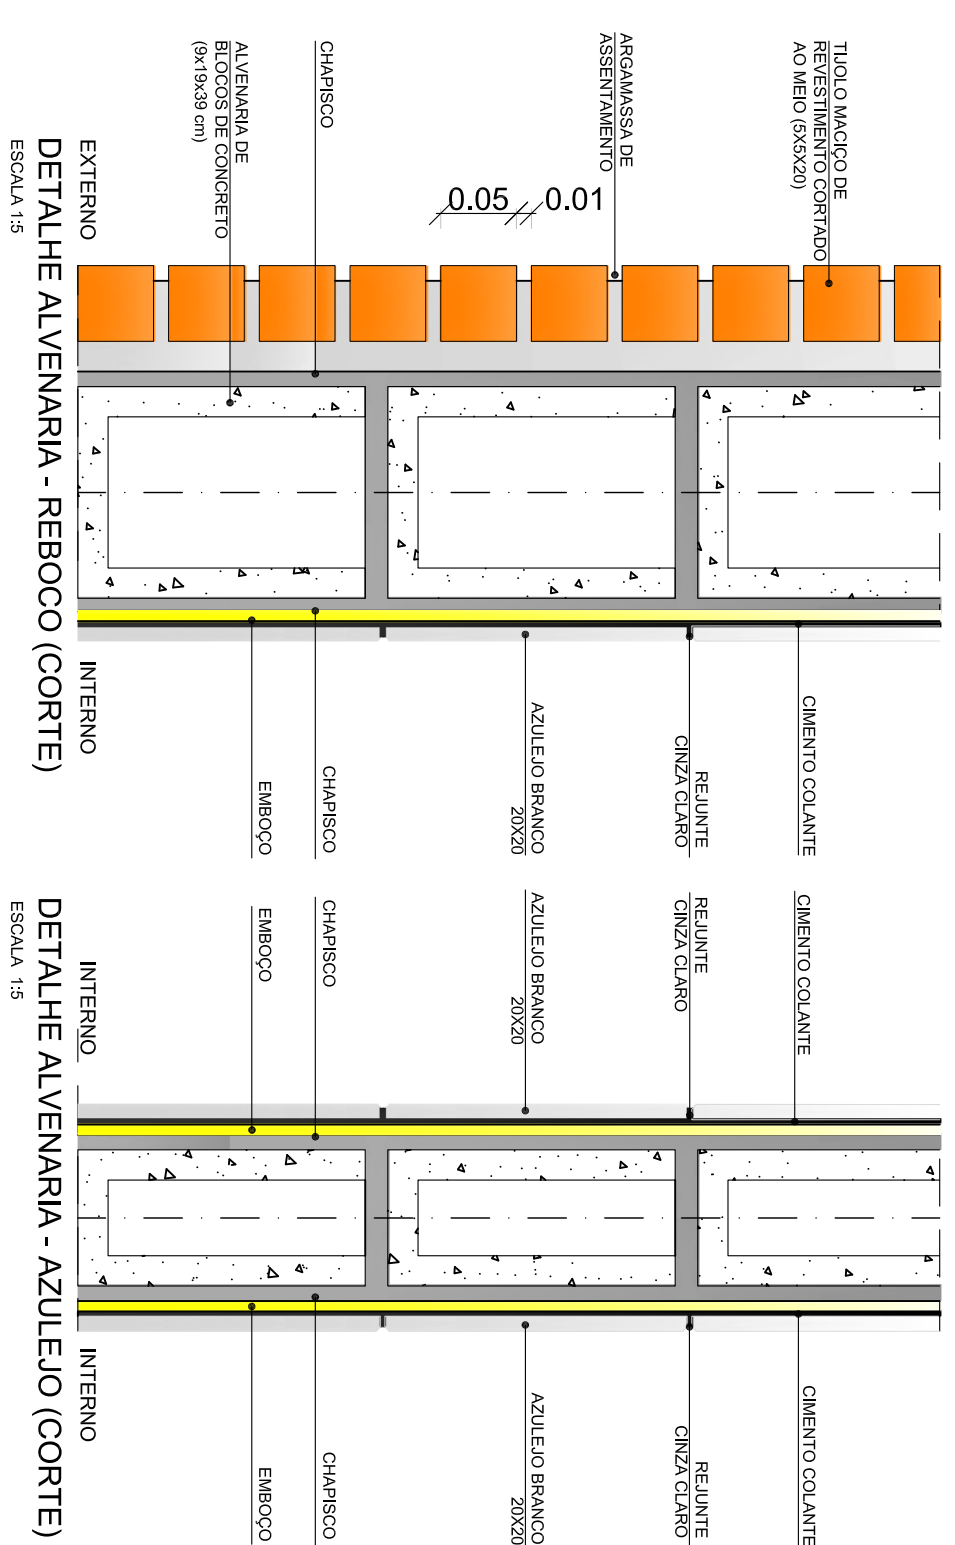 TIJOLO MACIÇO DE
REVESTIMENTO CORTADO
AO MEIO (5X5X20)
ARGAMASSA DE
ASSENTAMENTO
0.05
0.01
CHAPISCO
ALVENARIA DE
BLOCOS DE CONCRETO
(9x19x39 cm)
CIMENTO COLANTE
REJUNTE
CINZA CLARO
AZULEJO BRANCO
20X20
CHAPISCO
EMBOÇO
EXTERNO
INTERNO
DETALHE ALVENARIA - REBOCO (CORTE)
ESCALA 1:5
CIMENTO COLANTE
REJUNTE
CINZA CLARO
AZULEJO BRANCO
20X20
CHAPISCO
EMBOÇO
CIMENTO COLANTE
REJUNTE
CINZA CLARO
AZULEJO BRANCO
20X20
CHAPISCO
EMBOÇO
INTERNO
INTERNO
DETALHE ALVENARIA - AZULEJO (CORTE)
ESCALA 1:5